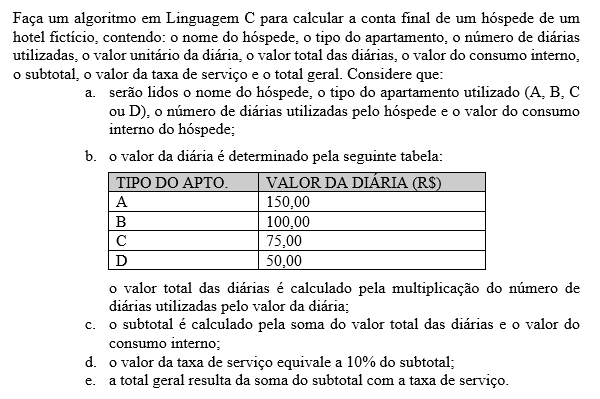 Faça um algoritmo em Linguagem C para calcular a conta final de um hóspede de um
hotel fictício, contendo: o nome do hóspede, o tipo do apartamento, o número de diárias
utilizadas, o valor unitário da diária, o valor total das diárias, o valor do consumo interno,
o subtotal, o valor da taxa de serviço e o total geral. Considere que:
a. serão lidos o nome do hóspede, o tipo do apartamento utilizado (A, B, C
ou D), o número de diárias utilizadas pelo hóspede e o valor do consumo
interno do hóspede;
b. o valor da diária é determinado pela seguinte tabela:
TIPO DO APTO. VALOR DA DIÁRIA (R$)
A 150,00
B 100,00
C 75,00
D 50,00
o valor total das diárias é calculado pela multiplicação do número de
diárias utilizadas pelo valor da diária;
c. o subtotal é calculado pela soma do valor total das diárias e o valor do
consumo interno;
d. o valor da taxa de serviço equivale a 10% do subtotal;
e. a total geral resulta da soma do subtotal com a taxa de serviço.